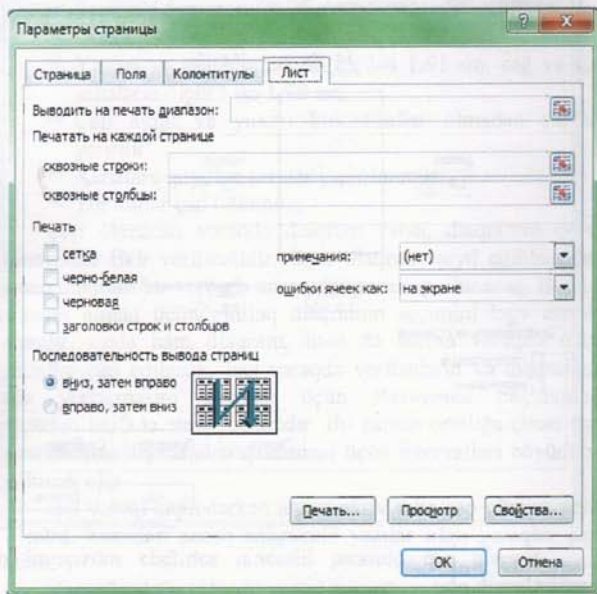 Параметры страницы
Страница Поля Колонтитулы Лист
Выводить на печать диапазон:
Печатать на каждой странице
сквозные строки:
сквозные столбцы:
Печать
сетка примечания: (нет)
черно-белая ошибки ячеек как: на экране
черновая
заголовки строк и столбцов
Последовательность вывода страниц
вниз, затем вправо
вправо, затем вниз
Печать... Просмотр Свойства...
ОК Отмена